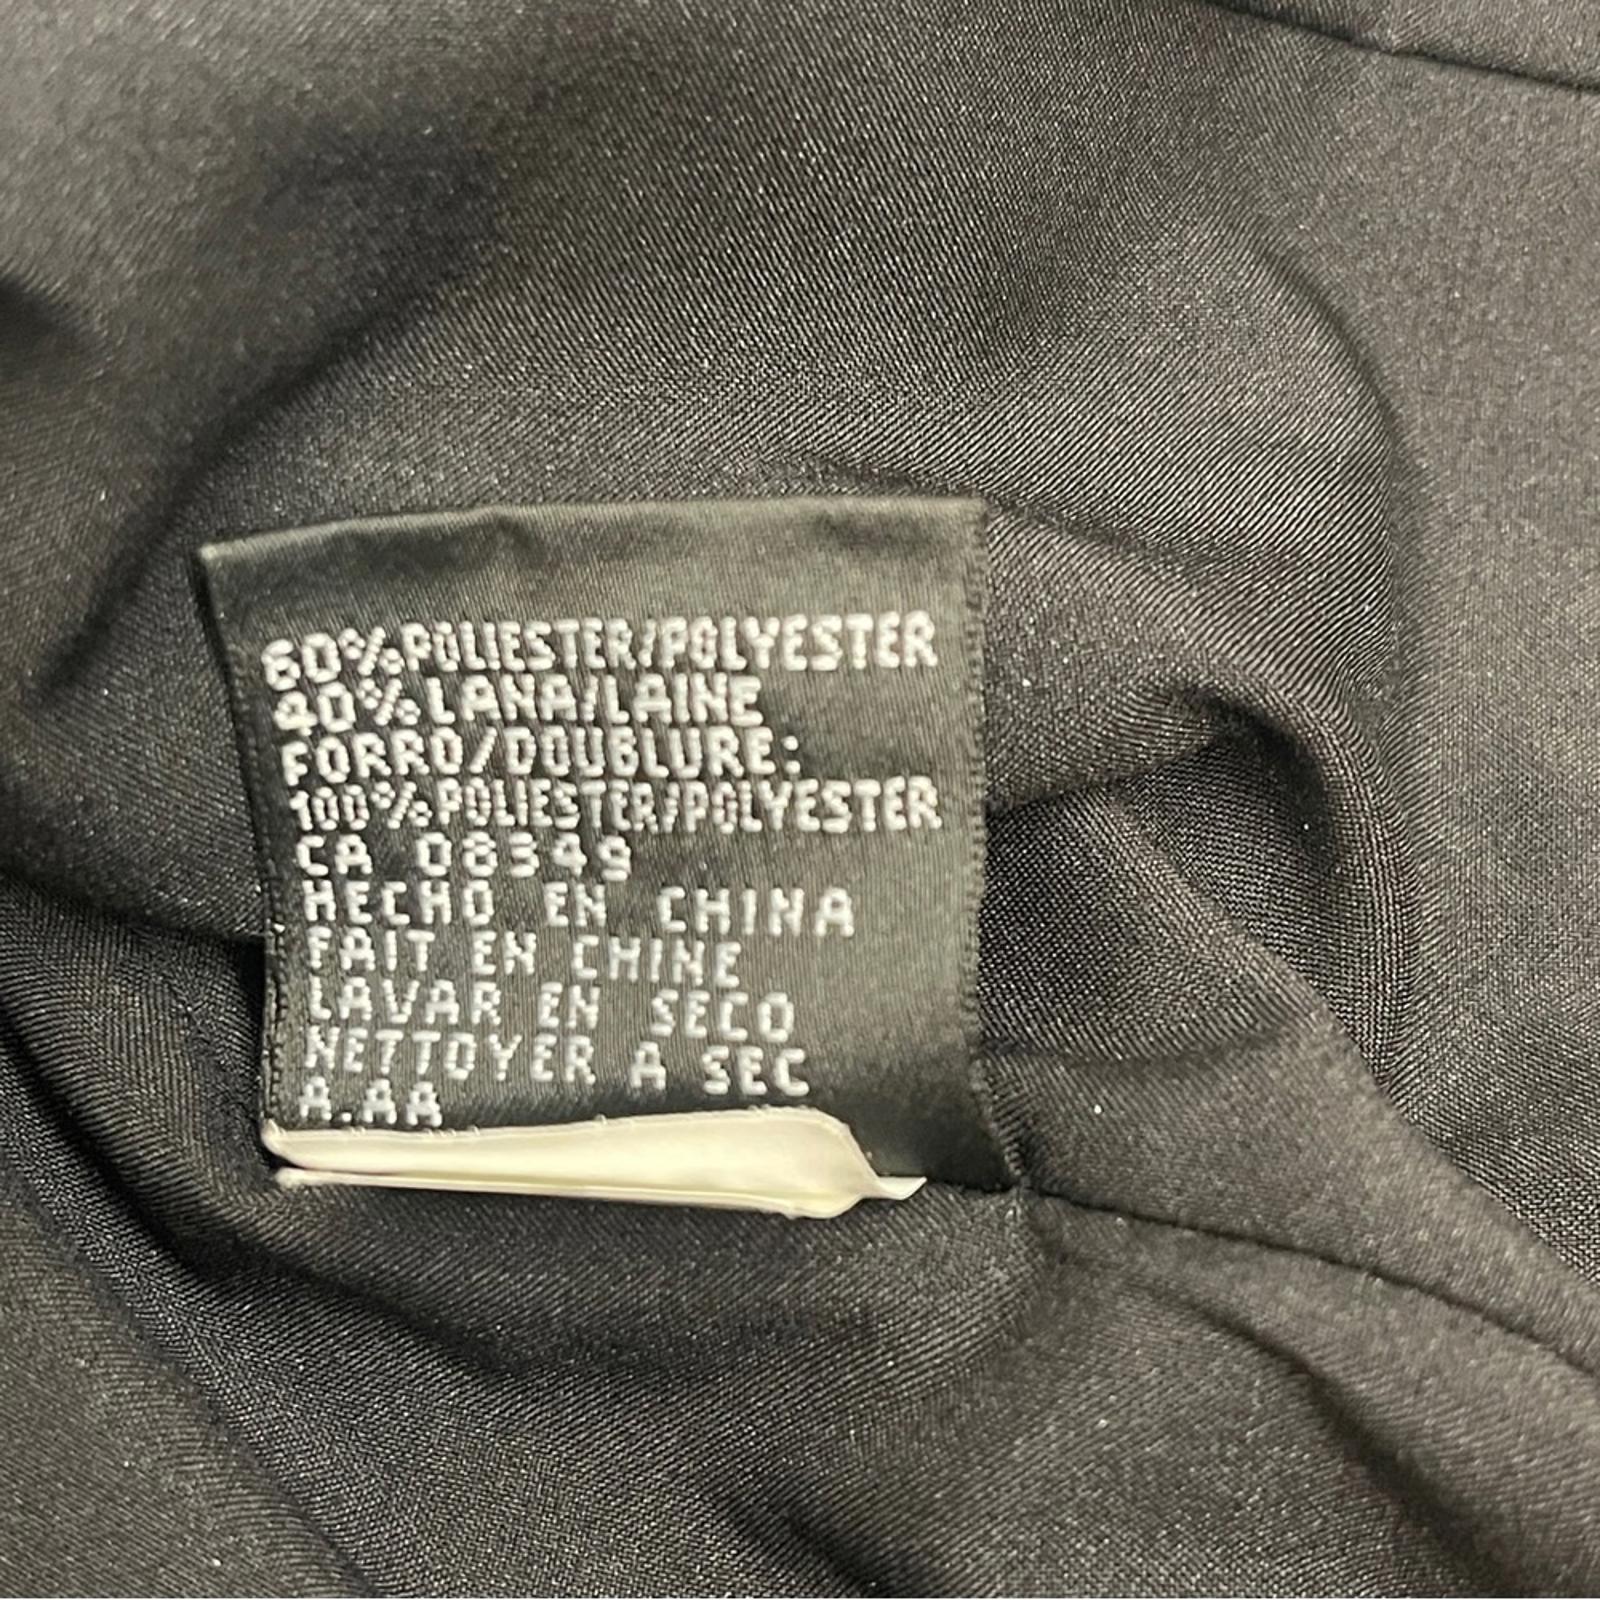 60% POLIESTER/POLYESTER
40% LANA/LAINE
FORRO/DOUBLURE:
100% POLIESTER/POLYESTER
CA 08349
HECHO EN CHINA
FAIT EN CHINE
LAVAR EN SECO
NETTOYER A SEC
A.AA